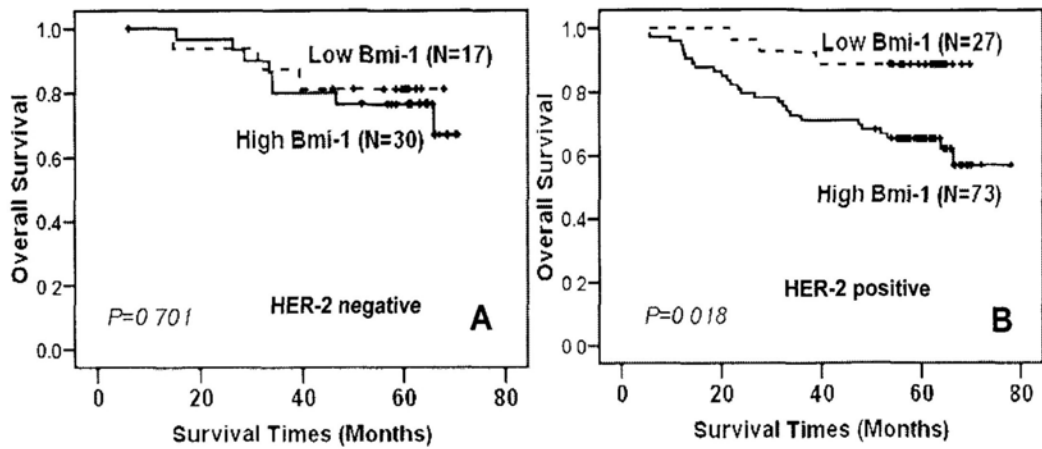 Overall Survival
1.0
0.8
0.6
0.4
0.2
0.0
Low Bmi-1 (N=17)
High Bmi-1 (N=30)
HER-2 negative
P=0 701
A
0
20
40
60
80
Survival Times (Months)
Overall Survival
1.0
0.8
0.6
0.4
0 2
0 0
Low Bmi-1 (N=27)
High Bmi-1 (N=73)
HER-2 positive
P=0 018
B
0
20
40
60
80
Survival Times (Months)